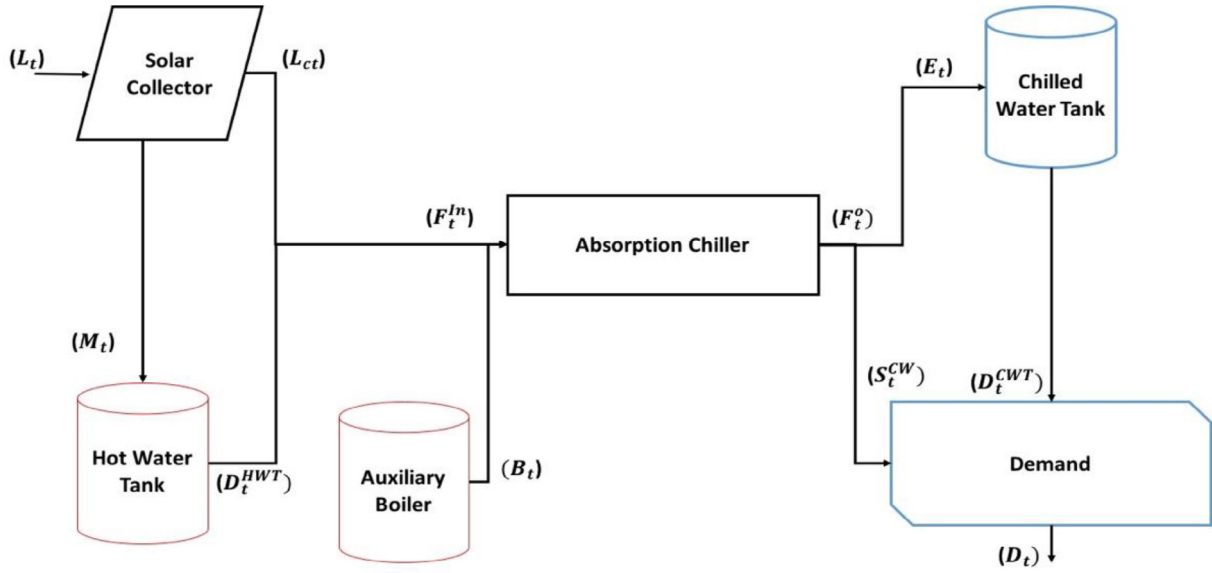 (L_t)
Solar
Collector
(L_ct)
(E_t)
Chilled
Water Tank
(F_t^In)
Absorption Chiller
(F_t^o)
(M_t)
(S_t^CW)
(D_t^CWT)
Hot Water
Tank
(D_t^HWT)
Auxiliary
Boiler
(B_t)
Demand
(D_t)